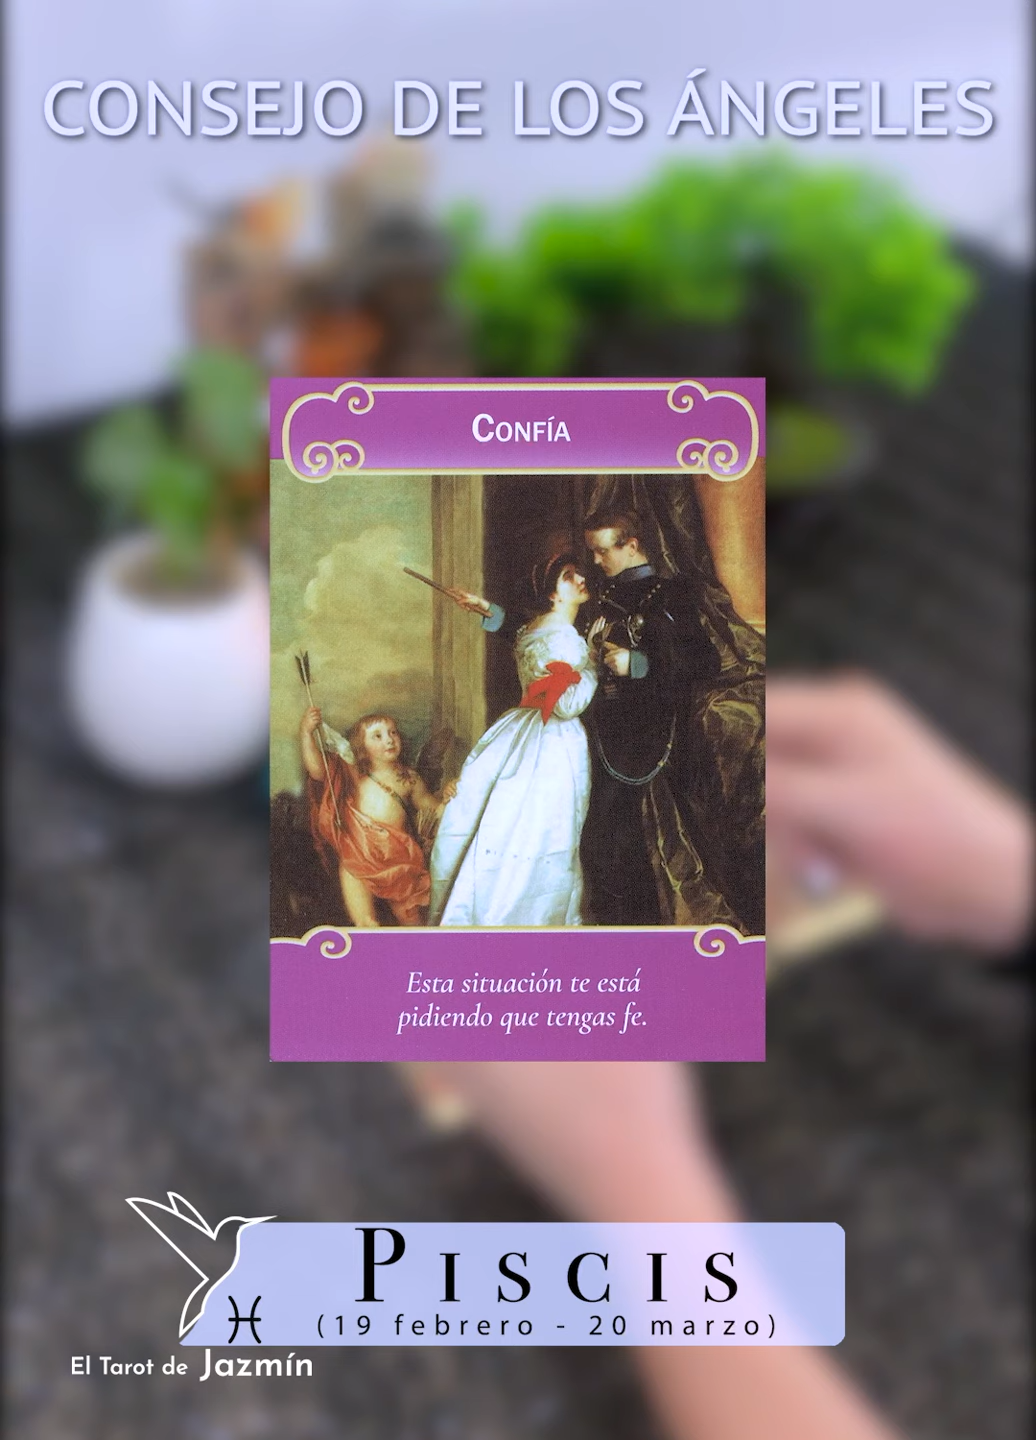 CONSEJO DE LOS ÁNGELES
CONFÍA
Esta situación te está
pidiendo que tengas fe.
PISCIS
(19 febrero - 20 marzo)
El Tarot de Jazmín